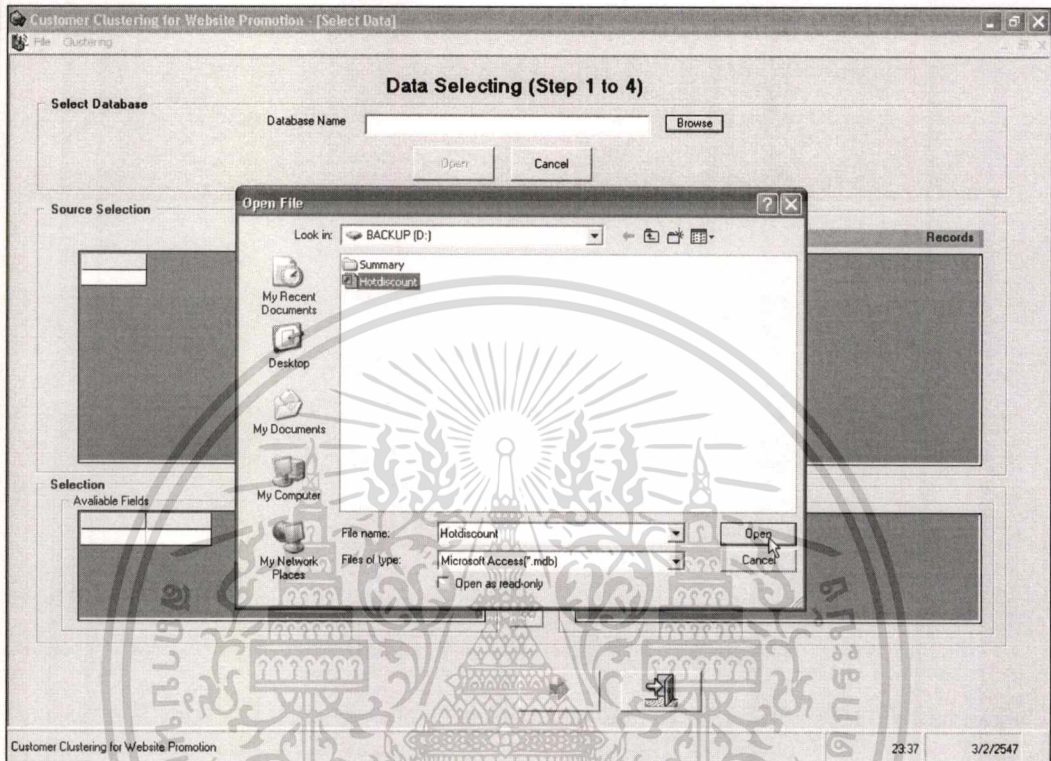 Customer Clustering for Website Promotion - [Select Data]
File Clustering
Data Selecting (Step 1 to 4)
Select Database
Database Name
Browse
Open Cancel
Source Selection
Records
Open File
Look in: BACKUP (D:)
Summary
Hotdiscount
My Recent Documents
Desktop
My Documents
My Computer
My Network Places
File name: Hotdiscount Open
Files of type: Microsoft Access(*.mdb) Cancel
Open as read-only
Selection
Avaliable Fields
Customer Clustering for Website Promotion 23:37 3/2/2547